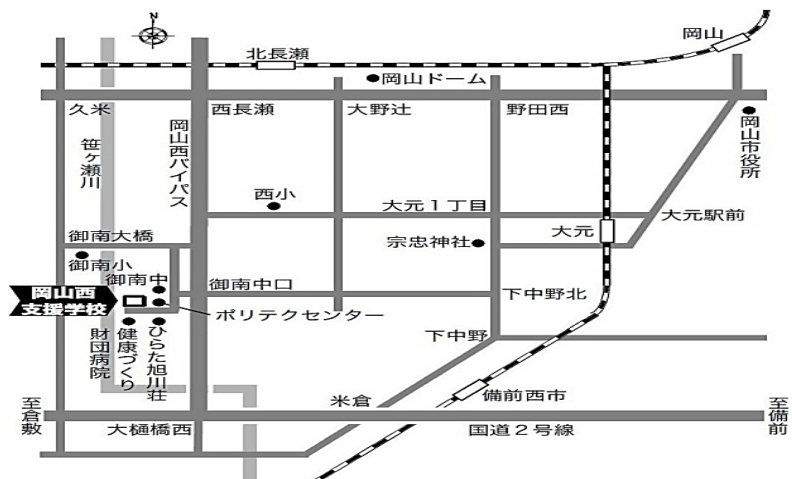 N
岡山
北長瀬
岡山ドーム
久米
西長瀬
大野辻
野田西
岡山市役所
笹ヶ瀬川
岡山西バイパス
西小
大元1丁目
大元駅前
御南大橋
宗忠神社
大元
御南小
御南中
御南中口
下中野北
岡山西
支援学校
ポリテクセンター
下中野
財団病院
健康づくり
ひらた旭川荘
備前西市
米倉
至倉敷
至備前
大樋橋西
国道2号線